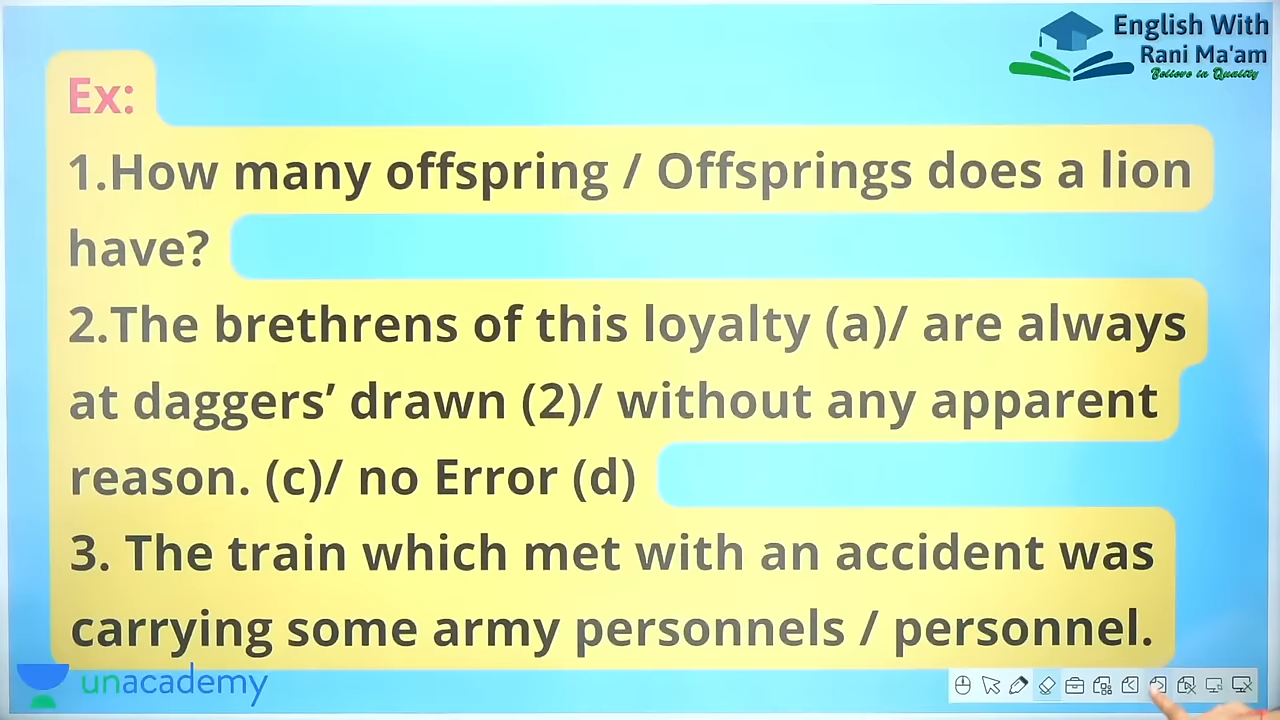 English With
Rani Ma'am
Believe in Quality
Ex:
1.How many offspring / Offsprings does a lion
have?
2.The brethrens of this loyalty (a)/ are always
at daggers’ drawn (2)/ without any apparent
reason. (c)/ no Error (d)
3. The train which met with an accident was
carrying some army personnels / personnel.
unacademy